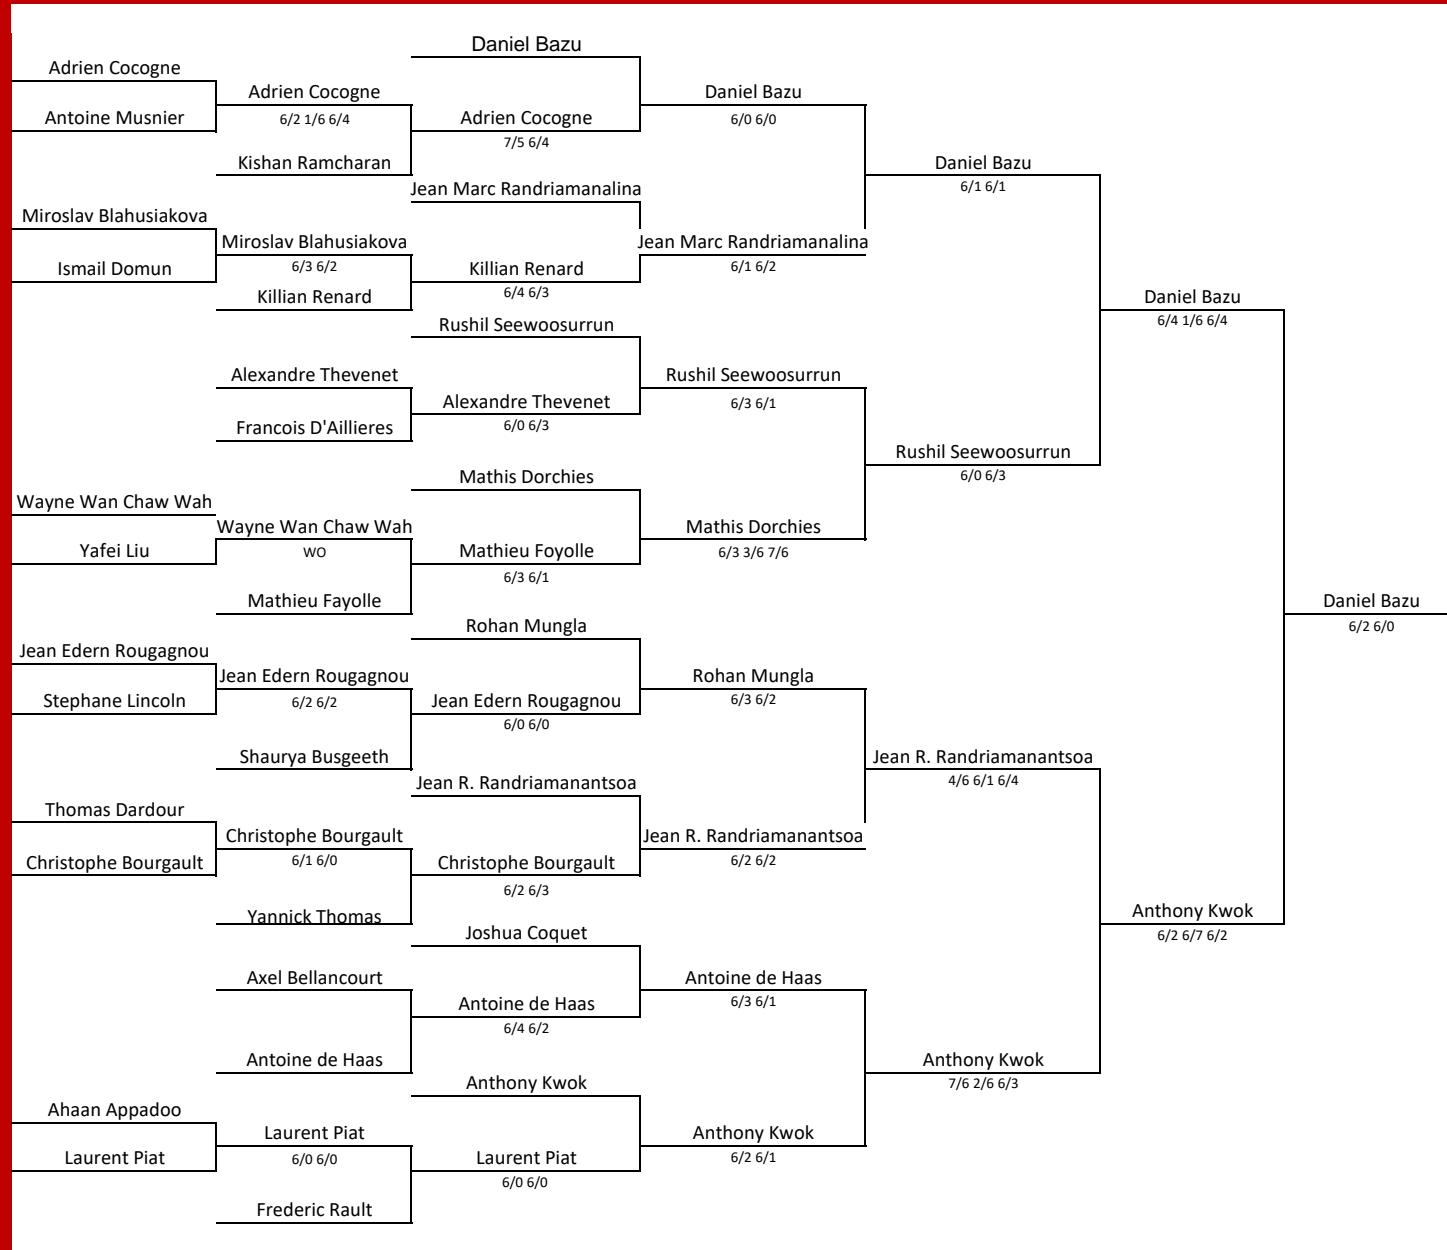 Daniel Bazu
Adrien Cocogne
Adrien Cocogne
Daniel Bazu
Antoine Musnier
6/2 1/6 6/4
Adrien Cocogne
6/0 6/0
7/5 6/4
Kishan Ramcharan
Daniel Bazu
6/1 6/1
Jean Marc Randriamanalina
Miroslav Blahusiakova
Miroslav Blahusiakova
Jean Marc Randriamanalina
Ismail Domun
6/3 6/2
Killian Renard
6/1 6/2
6/4 6/3
Killian Renard
Daniel Bazu
6/4 1/6 6/4
Rushil Seewoosurrun
Alexandre Thevenet
Rushil Seewoosurrun
Alexandre Thevenet
6/3 6/1
Francois D'Aillieres
6/0 6/3
Rushil Seewoosurrun
6/0 6/3
Mathis Dorchies
Wayne Wan Chaw Wah
Wayne Wan Chaw Wah
Mathis Dorchies
Yafei Liu
WO
Mathieu Foyolle
6/3 3/6 7/6
6/3 6/1
Mathieu Fayolle
Daniel Bazu
6/2 6/0
Rohan Mungla
Jean Edern Rougagnou
Jean Edern Rougagnou
Rohan Mungla
Stephane Lincoln
6/2 6/2
Jean Edern Rougagnou
6/3 6/2
6/0 6/0
Shaurya Busgeeth
Jean R. Randriamanantsoa
4/6 6/1 6/4
Jean R. Randriamanantsoa
Thomas Dardour
Christophe Bourgault
Jean R. Randriamanantsoa
Christophe Bourgault
6/1 6/0
Christophe Bourgault
6/2 6/2
6/2 6/3
Yannick Thomas
Anthony Kwok
6/2 6/7 6/2
Joshua Coquet
Axel Bellancourt
Antoine de Haas
Antoine de Haas
6/3 6/1
6/4 6/2
Antoine de Haas
Anthony Kwok
7/6 2/6 6/3
Anthony Kwok
Ahaan Appadoo
Laurent Piat
Anthony Kwok
Laurent Piat
6/0 6/0
Laurent Piat
6/2 6/1
6/0 6/0
Frederic Rault